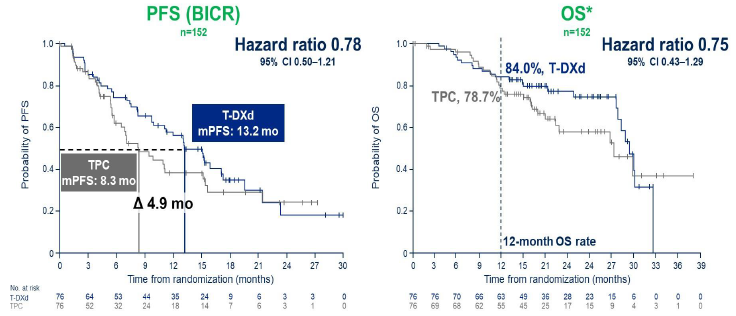 PFS (BICR)
n=152
Hazard ratio 0.78
95% CI 0.50–1.21
Probability of PFS
1.0
0.8
0.6
0.4
0.2
0
T-DXd
mPFS: 13.2 mo
TPC
mPFS: 8.3 mo
Δ 4.9 mo
0 3 6 9 12 13 15 18 21 24 27 30
Time from randomization (months)
No. at risk
T-DXd 76 64 53 44 35 24 9 6 3 3 0
TPC 76 52 32 24 18 14 7 6 3 1 0
OS*
n=152
Hazard ratio 0.75
95% CI 0.43–1.29
Probability of OS
1.0
0.8
0.6
0.4
0.2
0
84.0%, T-DXd
TPC, 78.7%
12-month OS rate
0 3 6 9 12 15 18 21 24 27 30 33 36 39
Time from randomization (months)
76 76 70 66 63 49 36 28 23 15 6 0 0 0
76 69 68 62 55 45 25 17 15 9 4 3 1 0